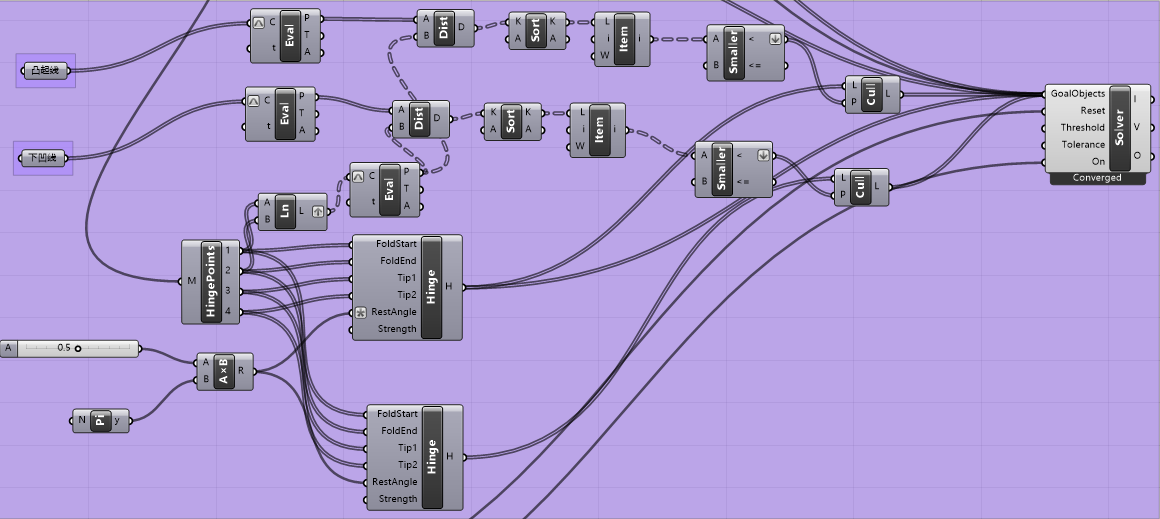 C
t
Eval
P
T
A
A
B
Dist
D
K
A
Sort
K
A
L
i
W
Item
i
A
B
Smaller
<
<=
凸起线
L
P
Cull
L
GoalObjects
Reset
Threshold
Tolerance
On
Solver
I
V
O
Converged
C
t
Eval
P
T
A
A
B
Dist
D
K
A
Sort
K
A
L
i
W
Item
i
A
B
Smaller
<
<=
下凹线
L
P
Cull
L
C
t
Eval
P
T
A
A
B
Ln
L
M
HingePoints
1
2
3
4
FoldStart
FoldEnd
Tip1
Tip2
RestAngle
Strength
Hinge
H
A
0.5
A
B
A×B
R
N
Pi
y
FoldStart
FoldEnd
Tip1
Tip2
RestAngle
Strength
Hinge
H